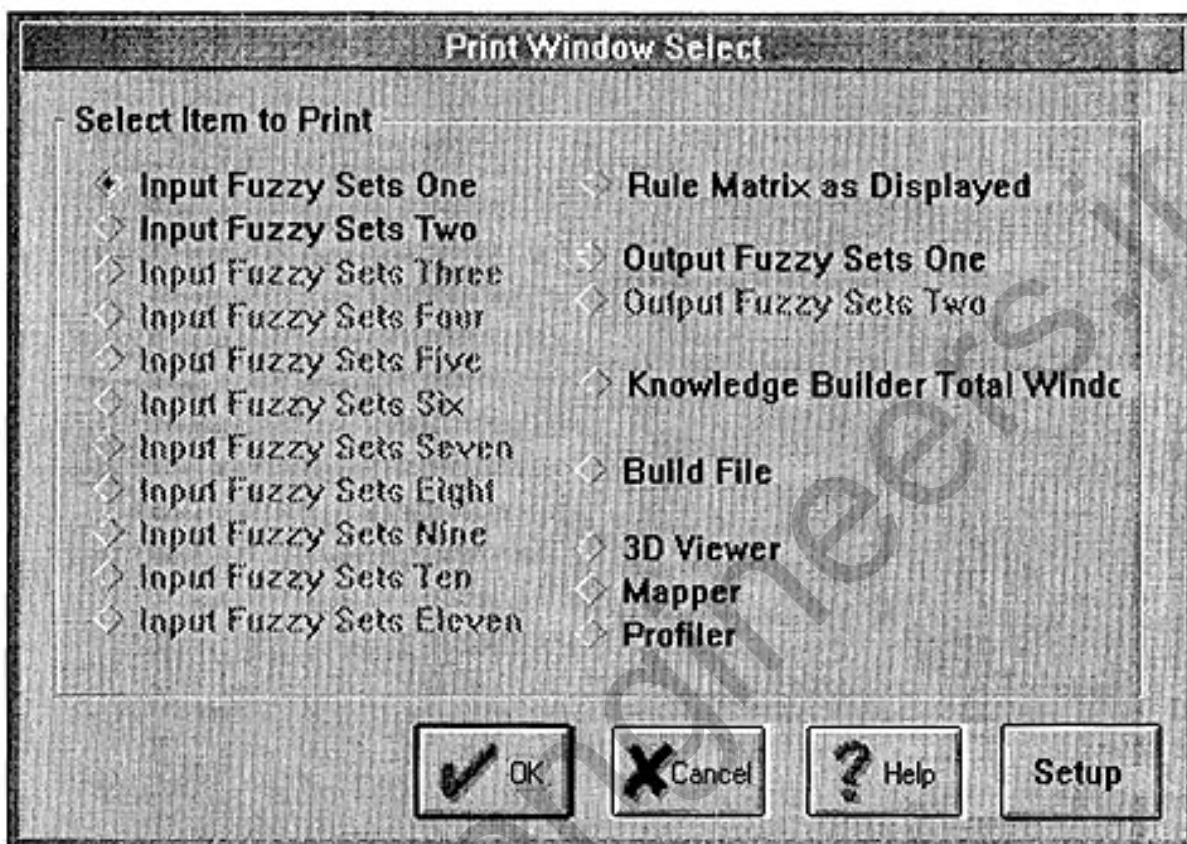 Print Window Select
Select Item to Print
Input Fuzzy Sets One
Input Fuzzy Sets Two
Input Fuzzy Sets Three
Input Fuzzy Sets Four
Input Fuzzy Sets Five
Input Fuzzy Sets Six
Input Fuzzy Sets Seven
Input Fuzzy Sets Eight
Input Fuzzy Sets Nine
Input Fuzzy Sets Ten
Input Fuzzy Sets Eleven
Rule Matrix as Displayed
Output Fuzzy Sets One
Output Fuzzy Sets Two
Knowledge Builder Total Windo
Build File
3D Viewer
Mapper
Profiler
OK
Cancel
Help
Setup
ngineers.ir